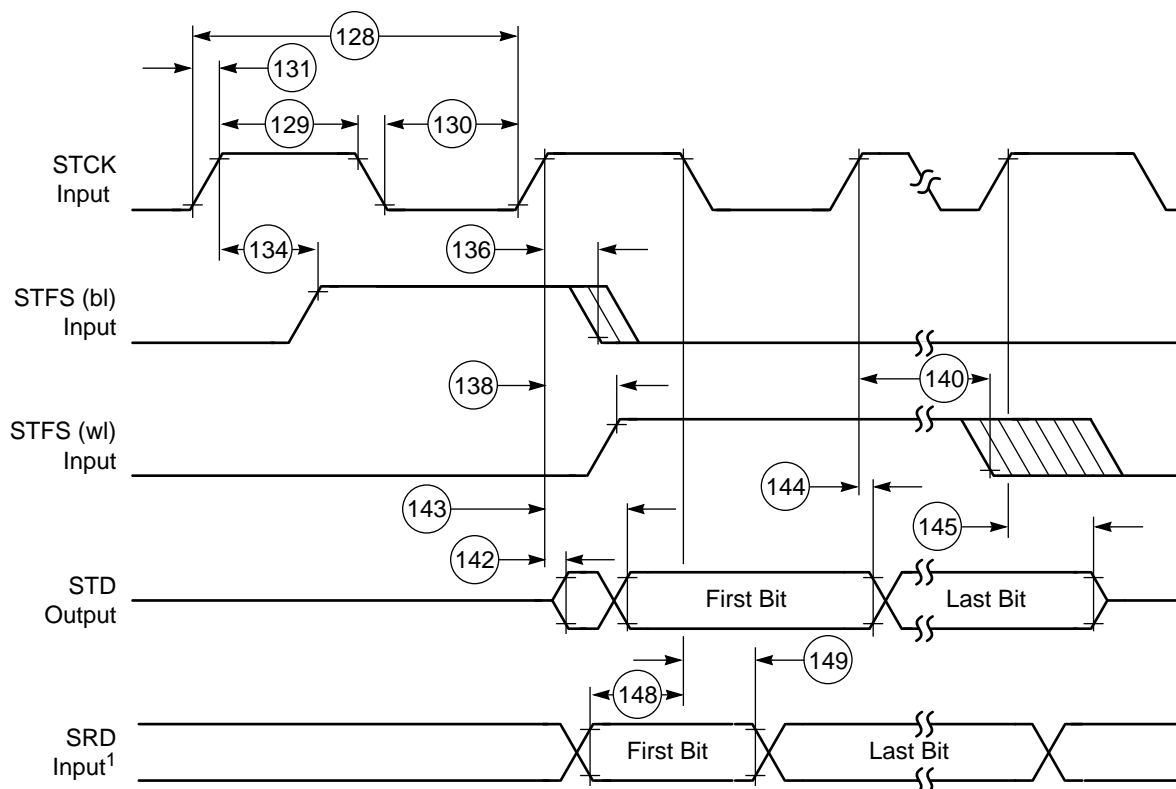 128
131
129
130
STCK
Input
134
136
STFS (bl)
Input
138
140
STFS (wl)
Input
143
144
145
142
STD
Output
First Bit
Last Bit
149
148
SRD
Input1
First Bit
Last Bit